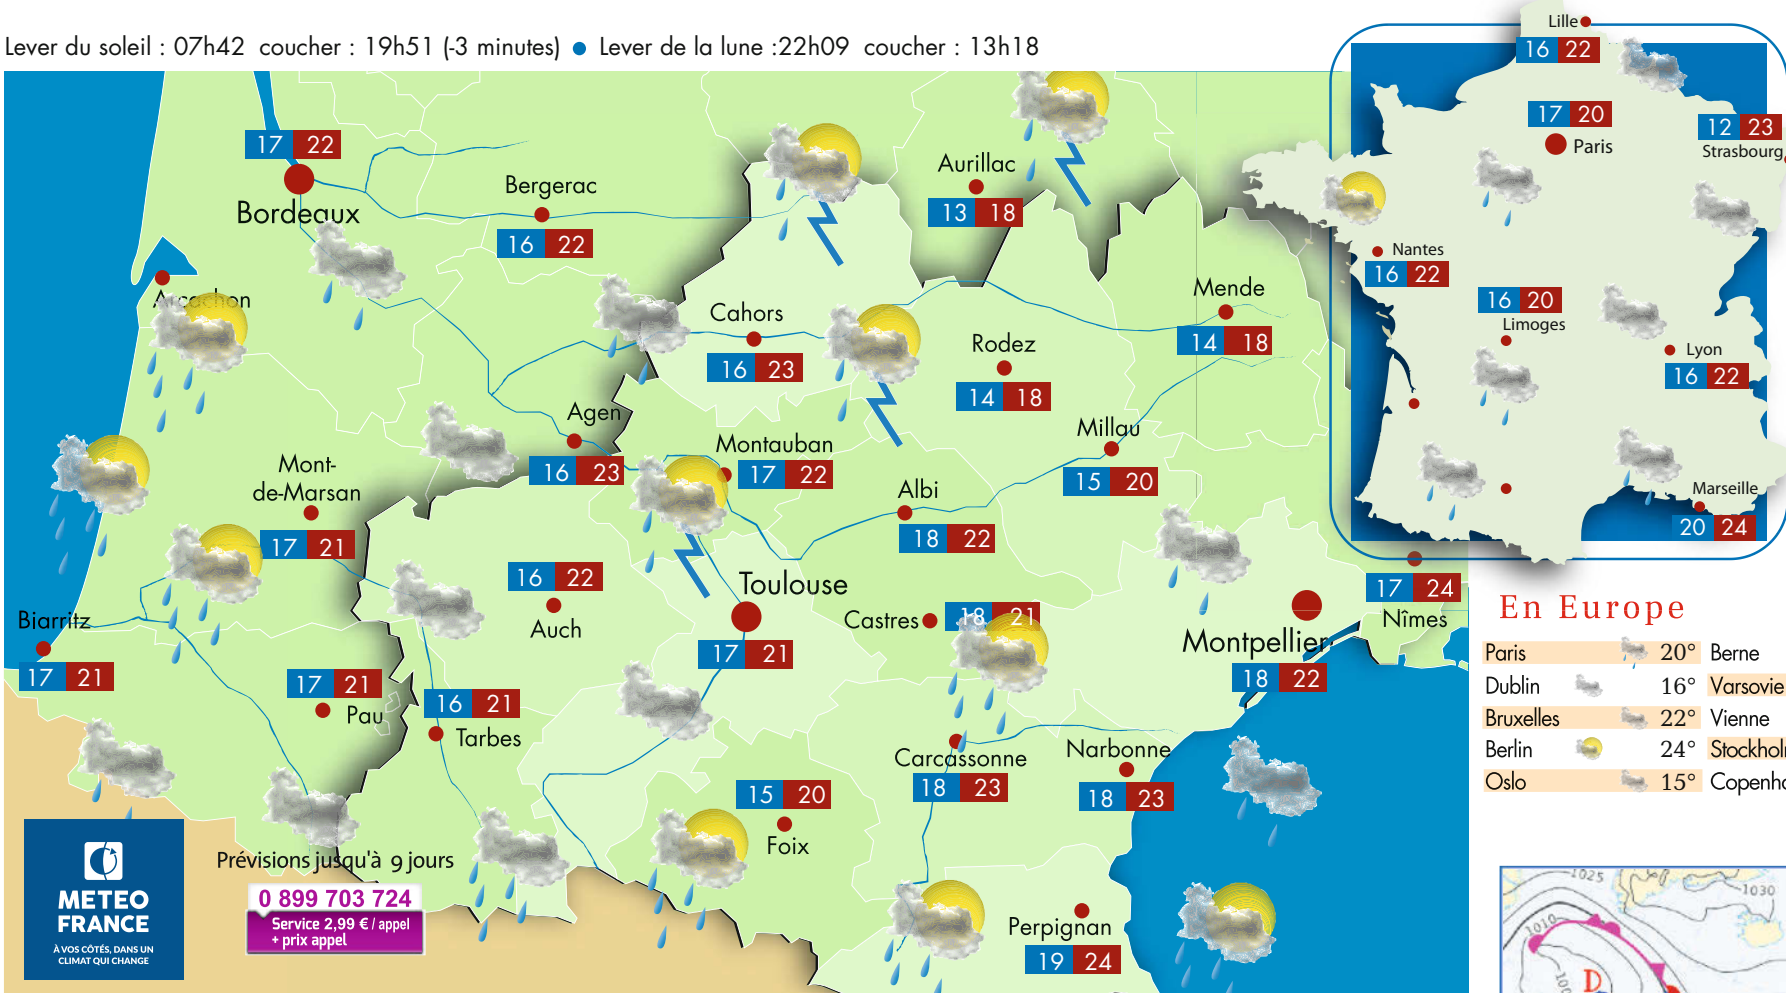 Lever du soleil : 07h42 coucher : 19h51 (-3 minutes) ● Lever de la lune :22h09 coucher : 13h18
17 22
Bordeaux
Bergerac
16 22
Aurillac
13 18
Arcachon
Cahors
16 23
Rodez
14 18
Mende
14 18
Agen
16 23
Montauban
17 22
Millau
15 20
Mont-
de-Marsan
17 21
Albi
18 22
16 22
Auch
Toulouse
17 21
Castres
18 21
Montpellier
18 22
17 24
Nîmes
Biarritz
17 21
17 21
Pau
16 21
Tarbes
Carcassonne
18 23
Narbonne
18 23
15 20
Foix
Perpignan
19 24
Prévisions jusqu'à 9 jours
0 899 703 724
Service 2,99 € / appel
+ prix appel
METEO
FRANCE
À VOS CÔTÉS, DANS UN
CLIMAT QUI CHANGE
Lille
16 22
17 20
Paris
12 23
Strasbourg
Nantes
16 22
16 20
Limoges
Lyon
16 22
Marseille
20 24
En Europe
Paris 20° Berne
Dublin 16° Varsovie
Bruxelles 22° Vienne
Berlin 24°
Oslo 15°
1025
1030
1010
D